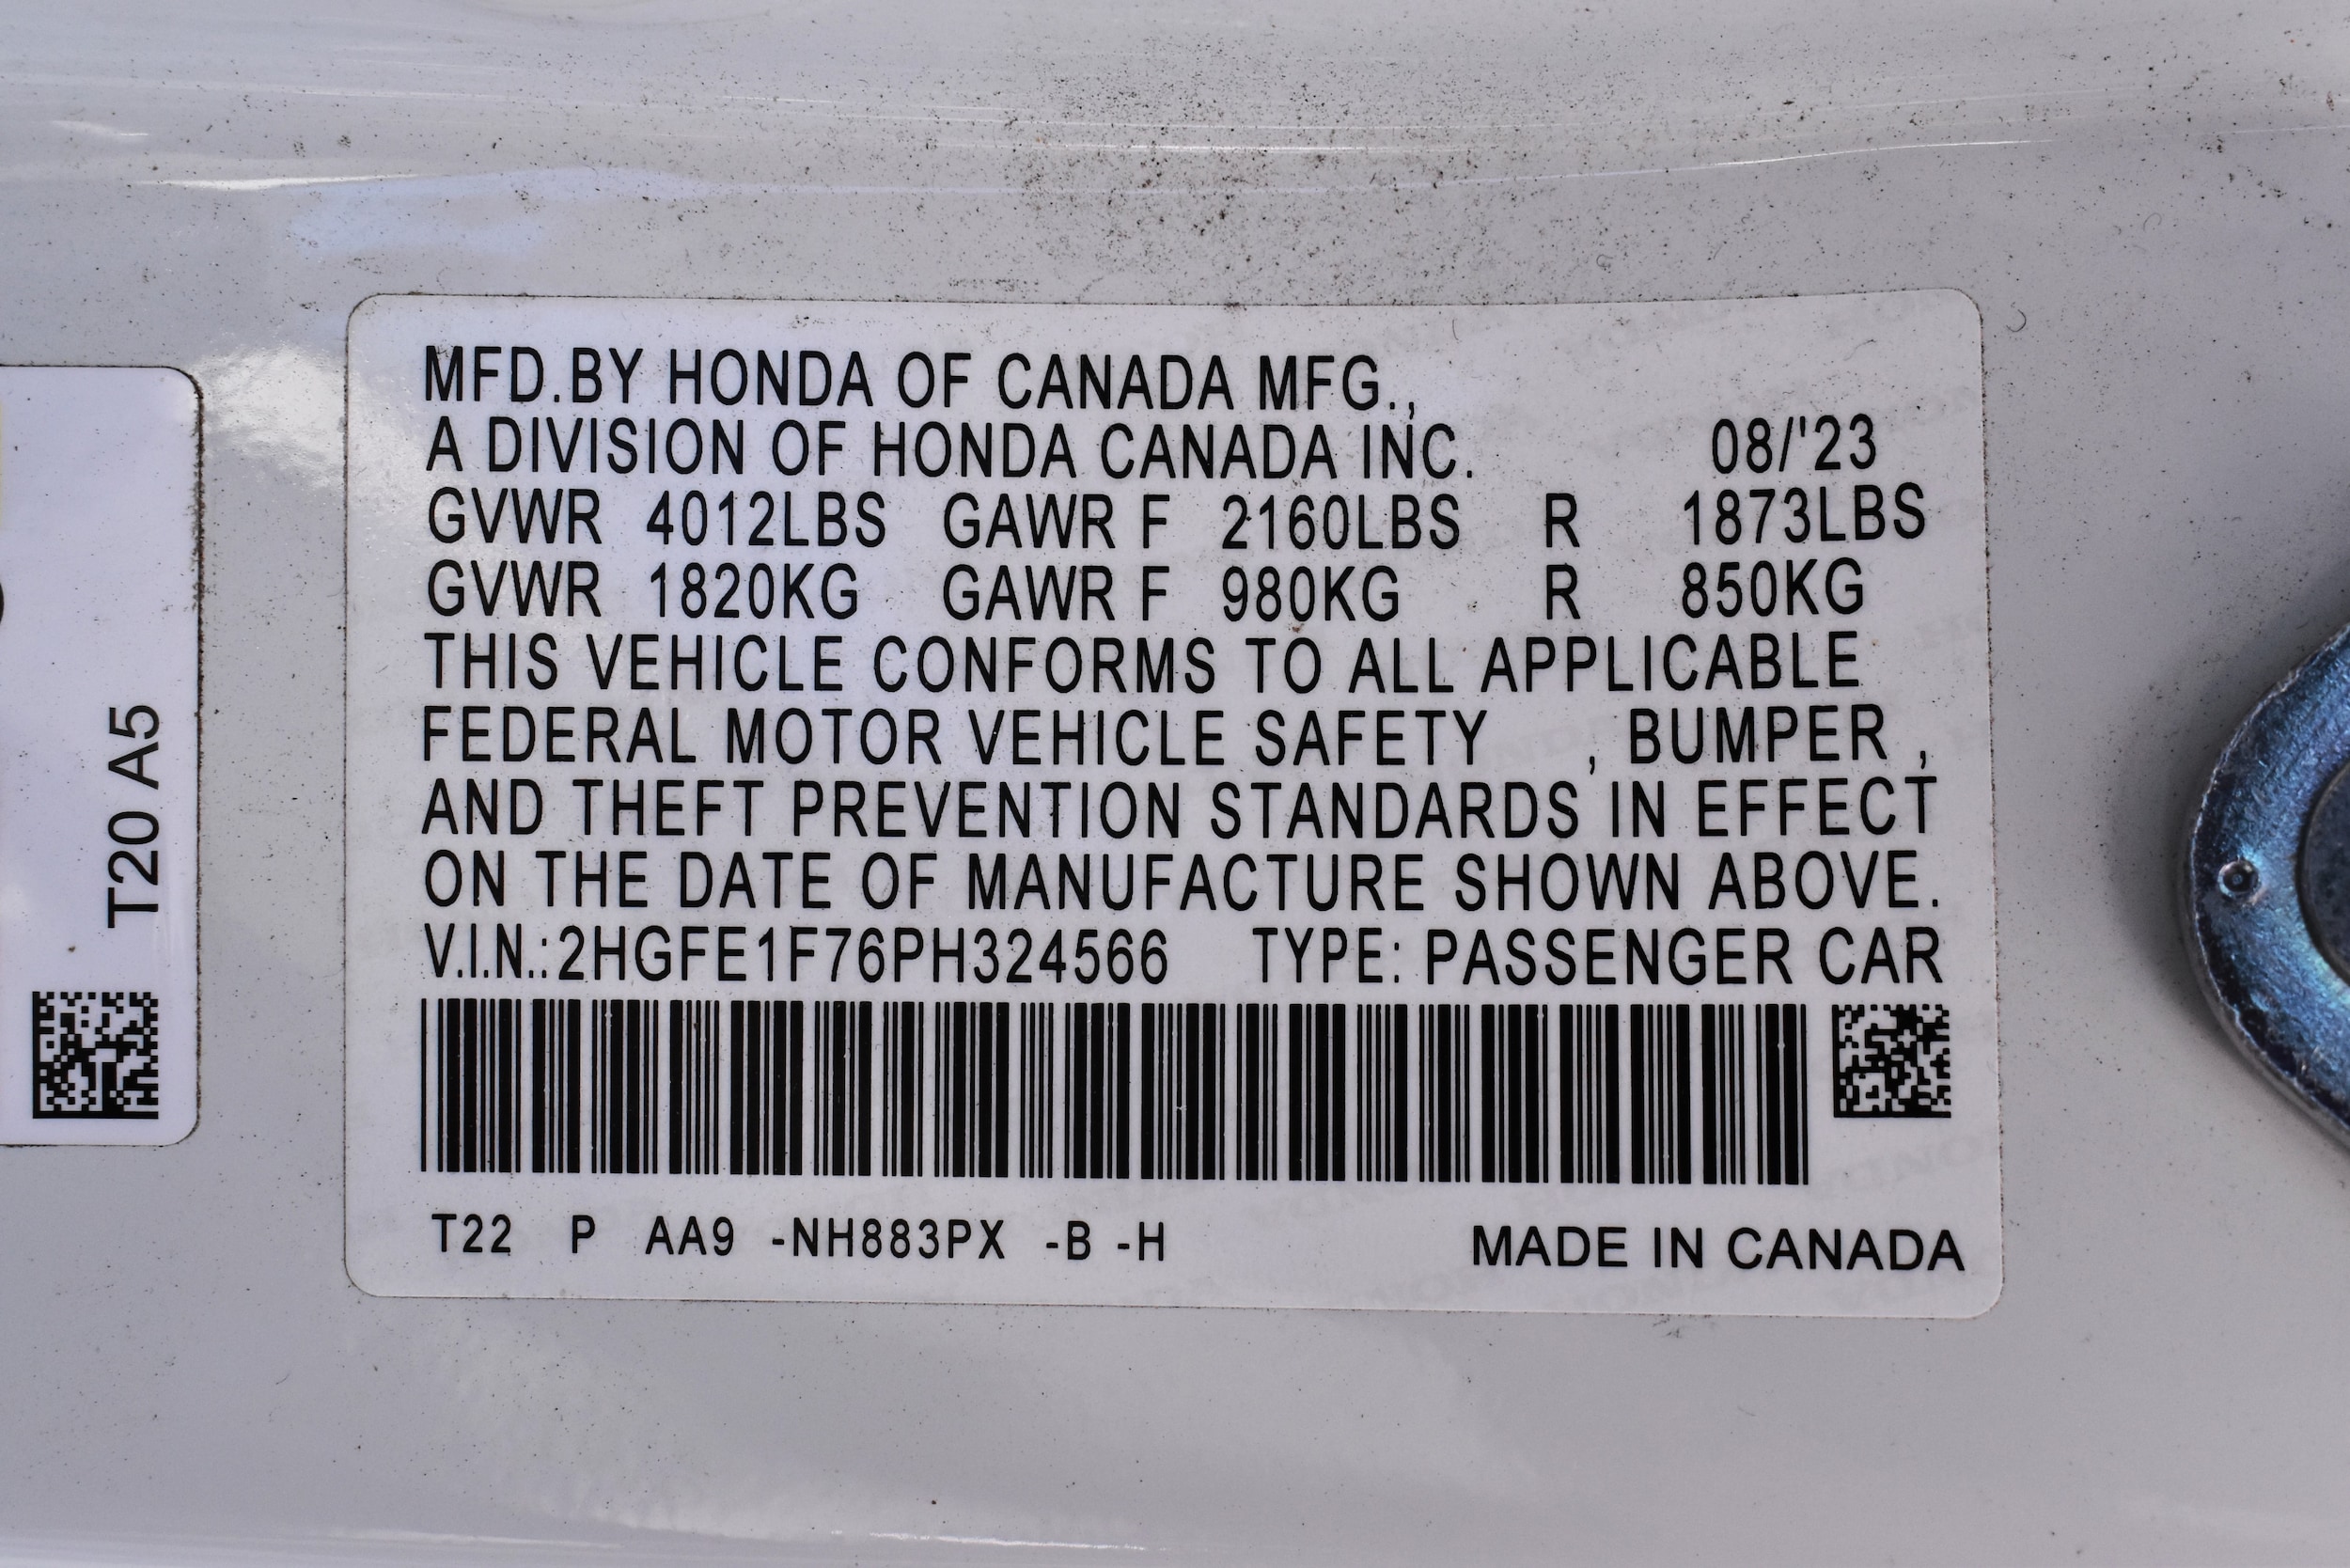 MFD.BY HONDA OF CANADA MFG.,
A DIVISION OF HONDA CANADA INC. 08/'23
GVWR 4012LBS GAWR F 2160LBS R 1873LBS
GVWR 1820KG GAWR F 980KG R 850KG
THIS VEHICLE CONFORMS TO ALL APPLICABLE
FEDERAL MOTOR VEHICLE SAFETY , BUMPER ,
AND THEFT PREVENTION STANDARDS IN EFFECT
ON THE DATE OF MANUFACTURE SHOWN ABOVE.
V.I.N.:2HGFE1F76PH324566 TYPE: PASSENGER CAR
T22 P AA9 -NH883PX -B -H MADE IN CANADA
T20 A5